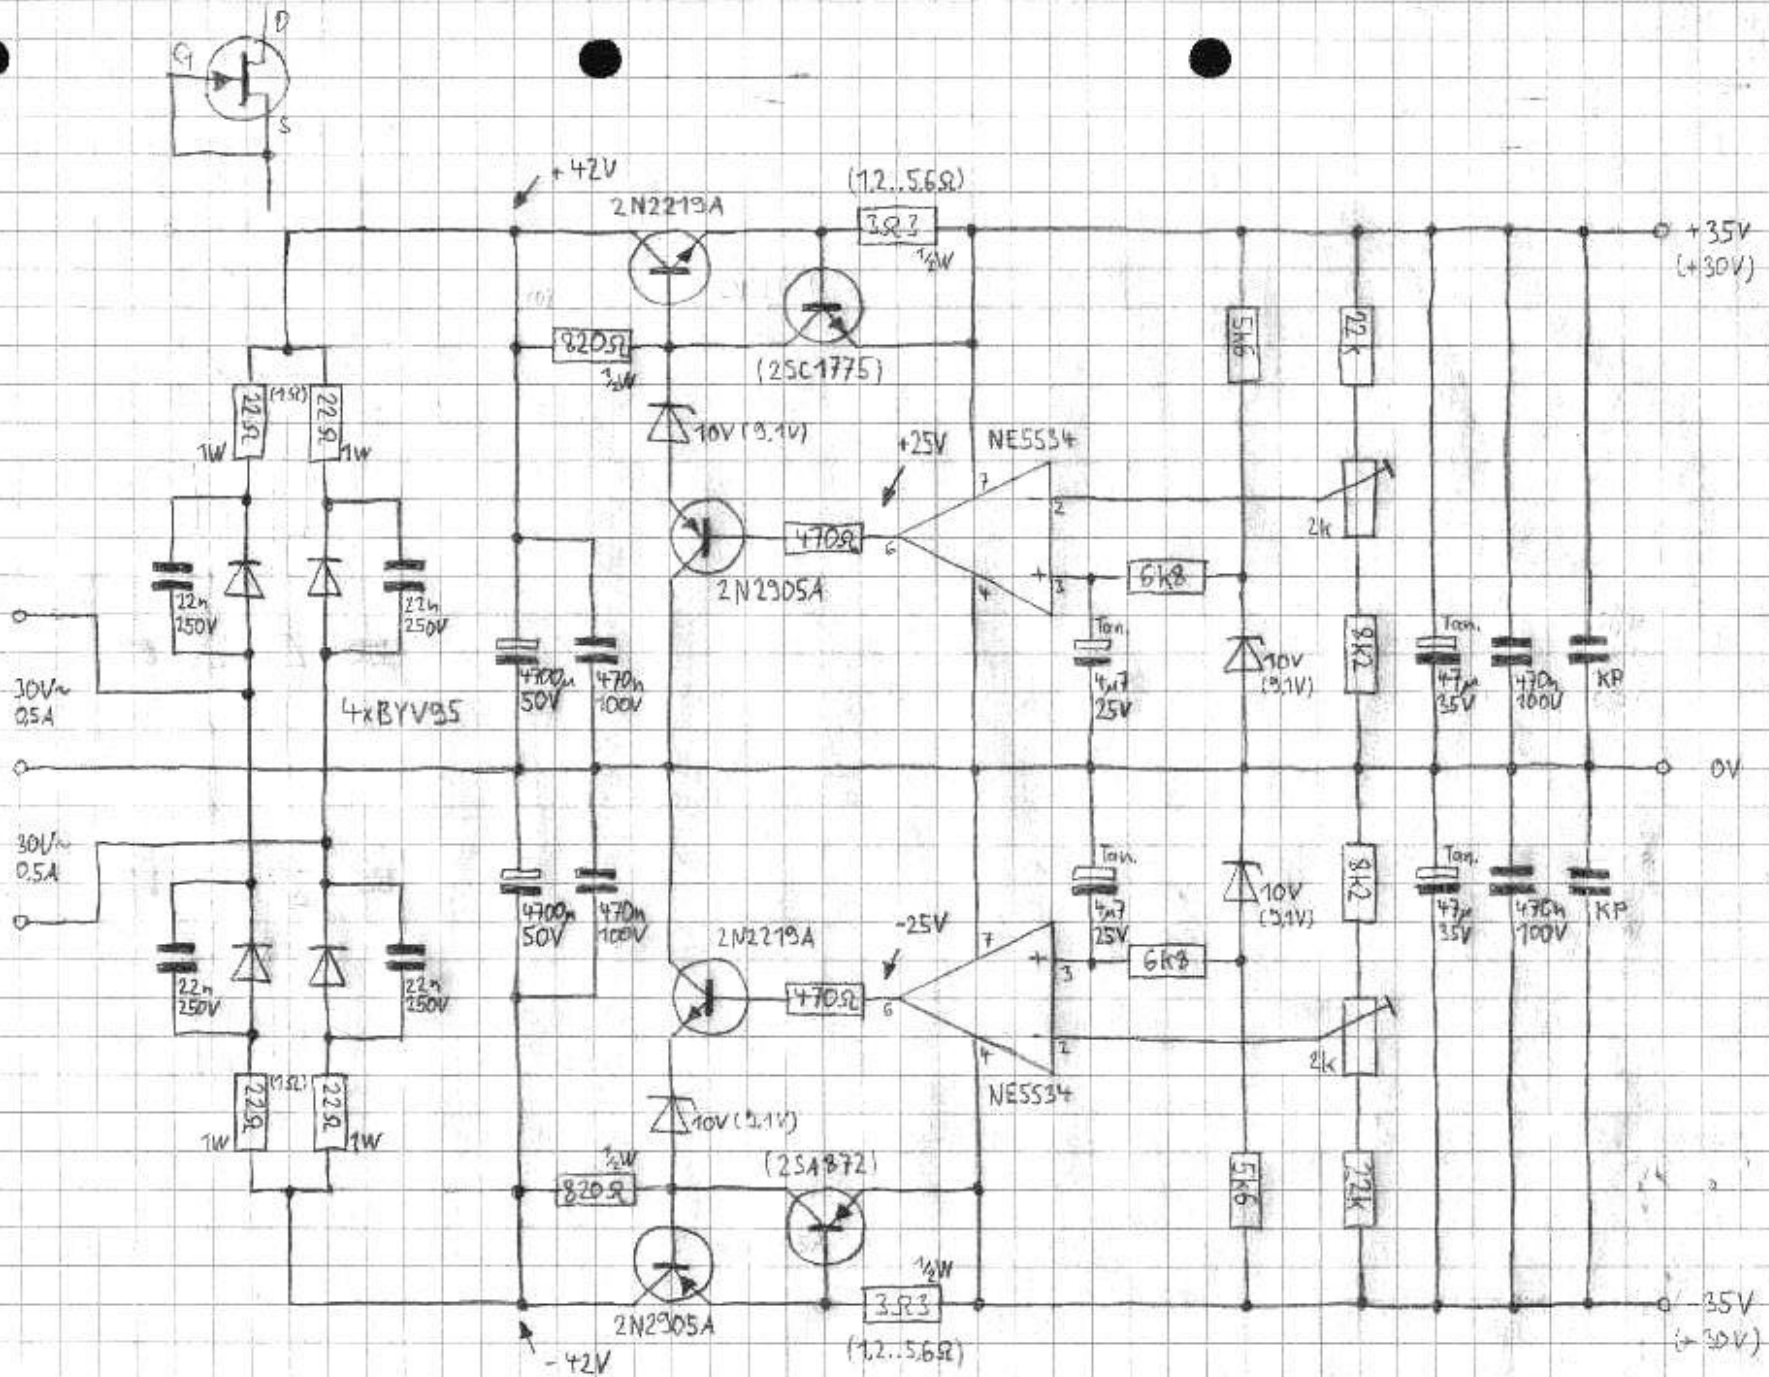 D
G
S
+42V
2N2219A
(1,2..5,6Ω)
3Ω3
1/2W
+35V
(+30V)
820Ω
1/2W
(2SC1775)
5k6
22k
22Ω
(1Ω)
22Ω
1W
1W
10V (9,1V)
+25V
NE5534
7
2
2k
470Ω
6
+
3
4
6k8
2N2905A
22n
250V
22n
250V
Tan.
4µ7
25V
10V
(9,1V)
8k2
Tan.
47µ
35V
470n
100V
KP
4700µ
50V
470n
100V
30V~
0,5A
4xBYV95
0V
30V~
0,5A
4700µ
50V
470n
100V
Tan.
4µ7
25V
10V
(9,1V)
8k2
Tan.
47µ
35V
470n
100V
KP
2N2219A
-25V
7
+
3
6k8
22n
250V
22n
250V
470Ω
6
4
2
2k
NE5534
22Ω
(1Ω)
22Ω
1W
1W
10V (9,1V)
1/2W
820Ω
(2SA872)
5k6
22k
1/2W
3Ω3
2N2905A
(1,2..5,6Ω)
-42V
-35V
(+30V)